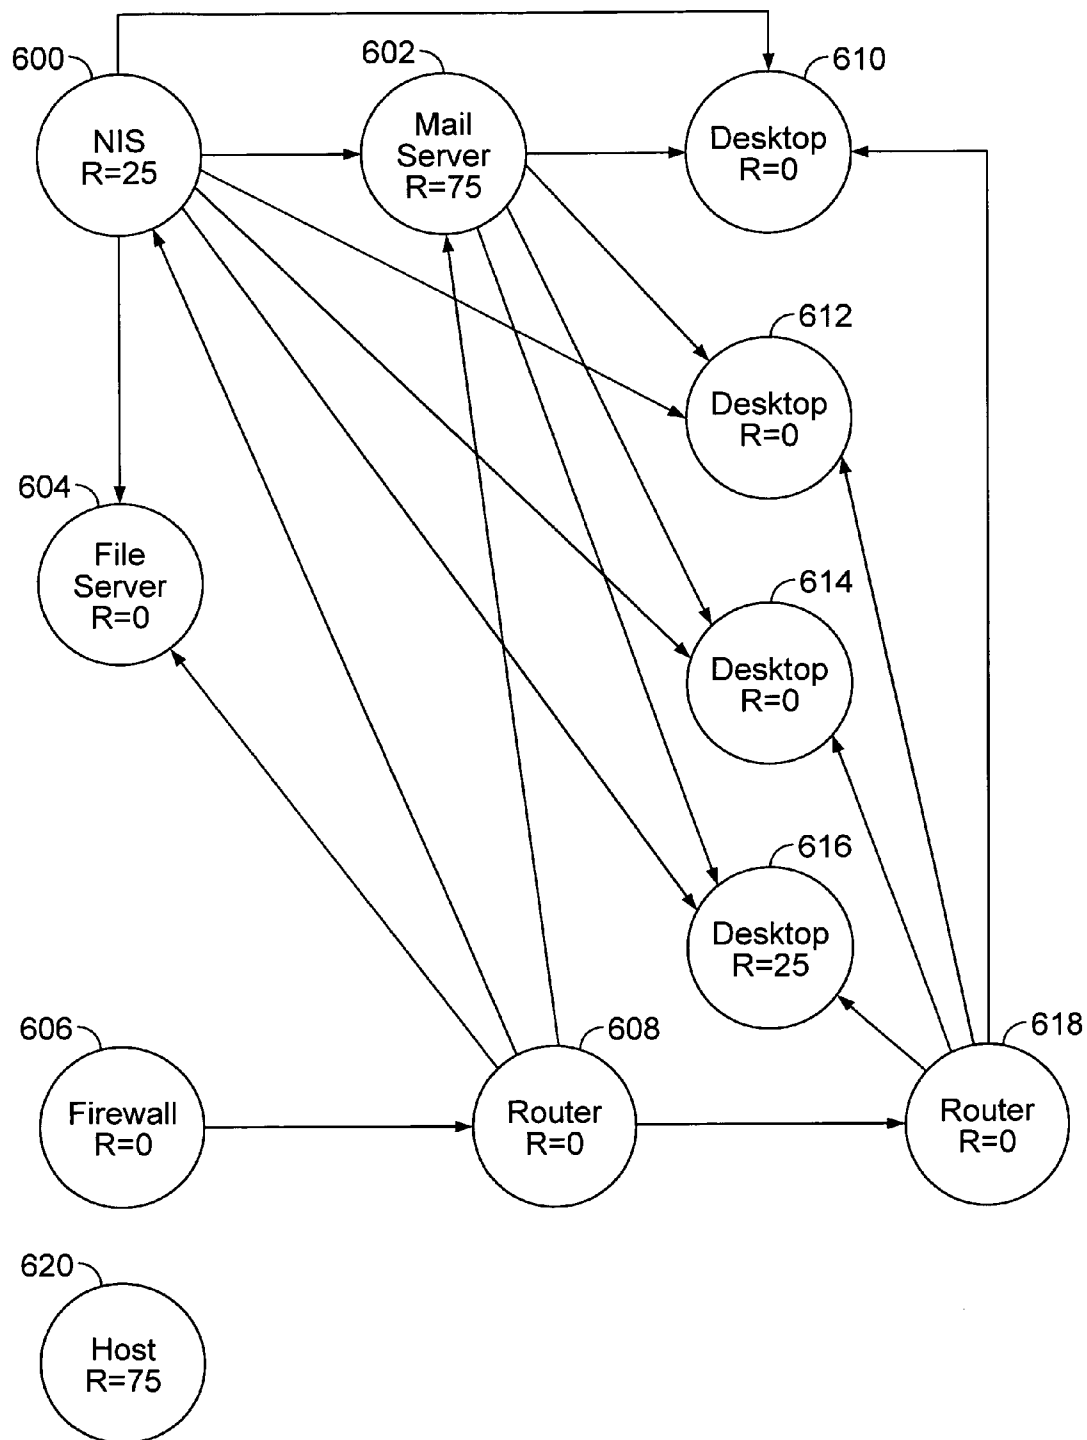 600
602
610
NIS
R=25
Mail
Server
R=75
Desktop
R=0
612
Desktop
R=0
604
File
Server
R=0
614
Desktop
R=0
616
Desktop
R=25
606
608
618
Firewall
R=0
Router
R=0
Router
R=0
620
Host
R=75